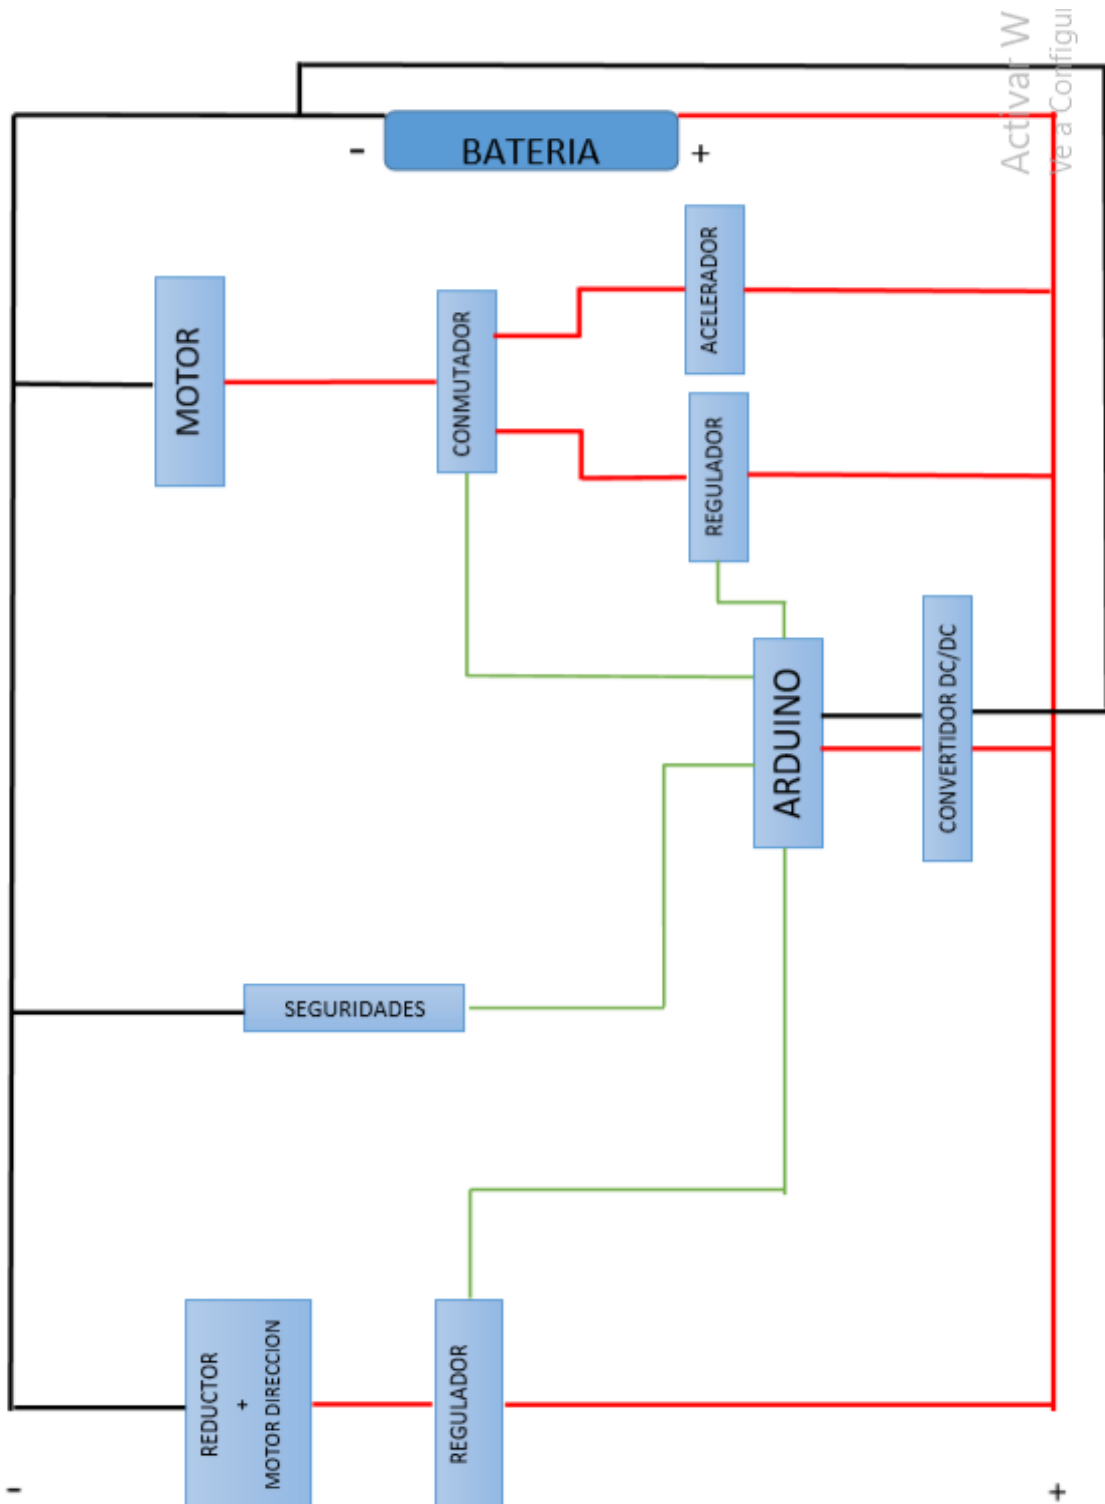 Activar W
Ve a Configu
- BATERIA +
ACELERADOR
MOTOR
CONMUTADOR
REGULADOR
ARDUINO
CONVERTIDOR DC/DC
SEGURIDADES
REDUCTOR
+
MOTOR DIRECCION
REGULADOR
-
+